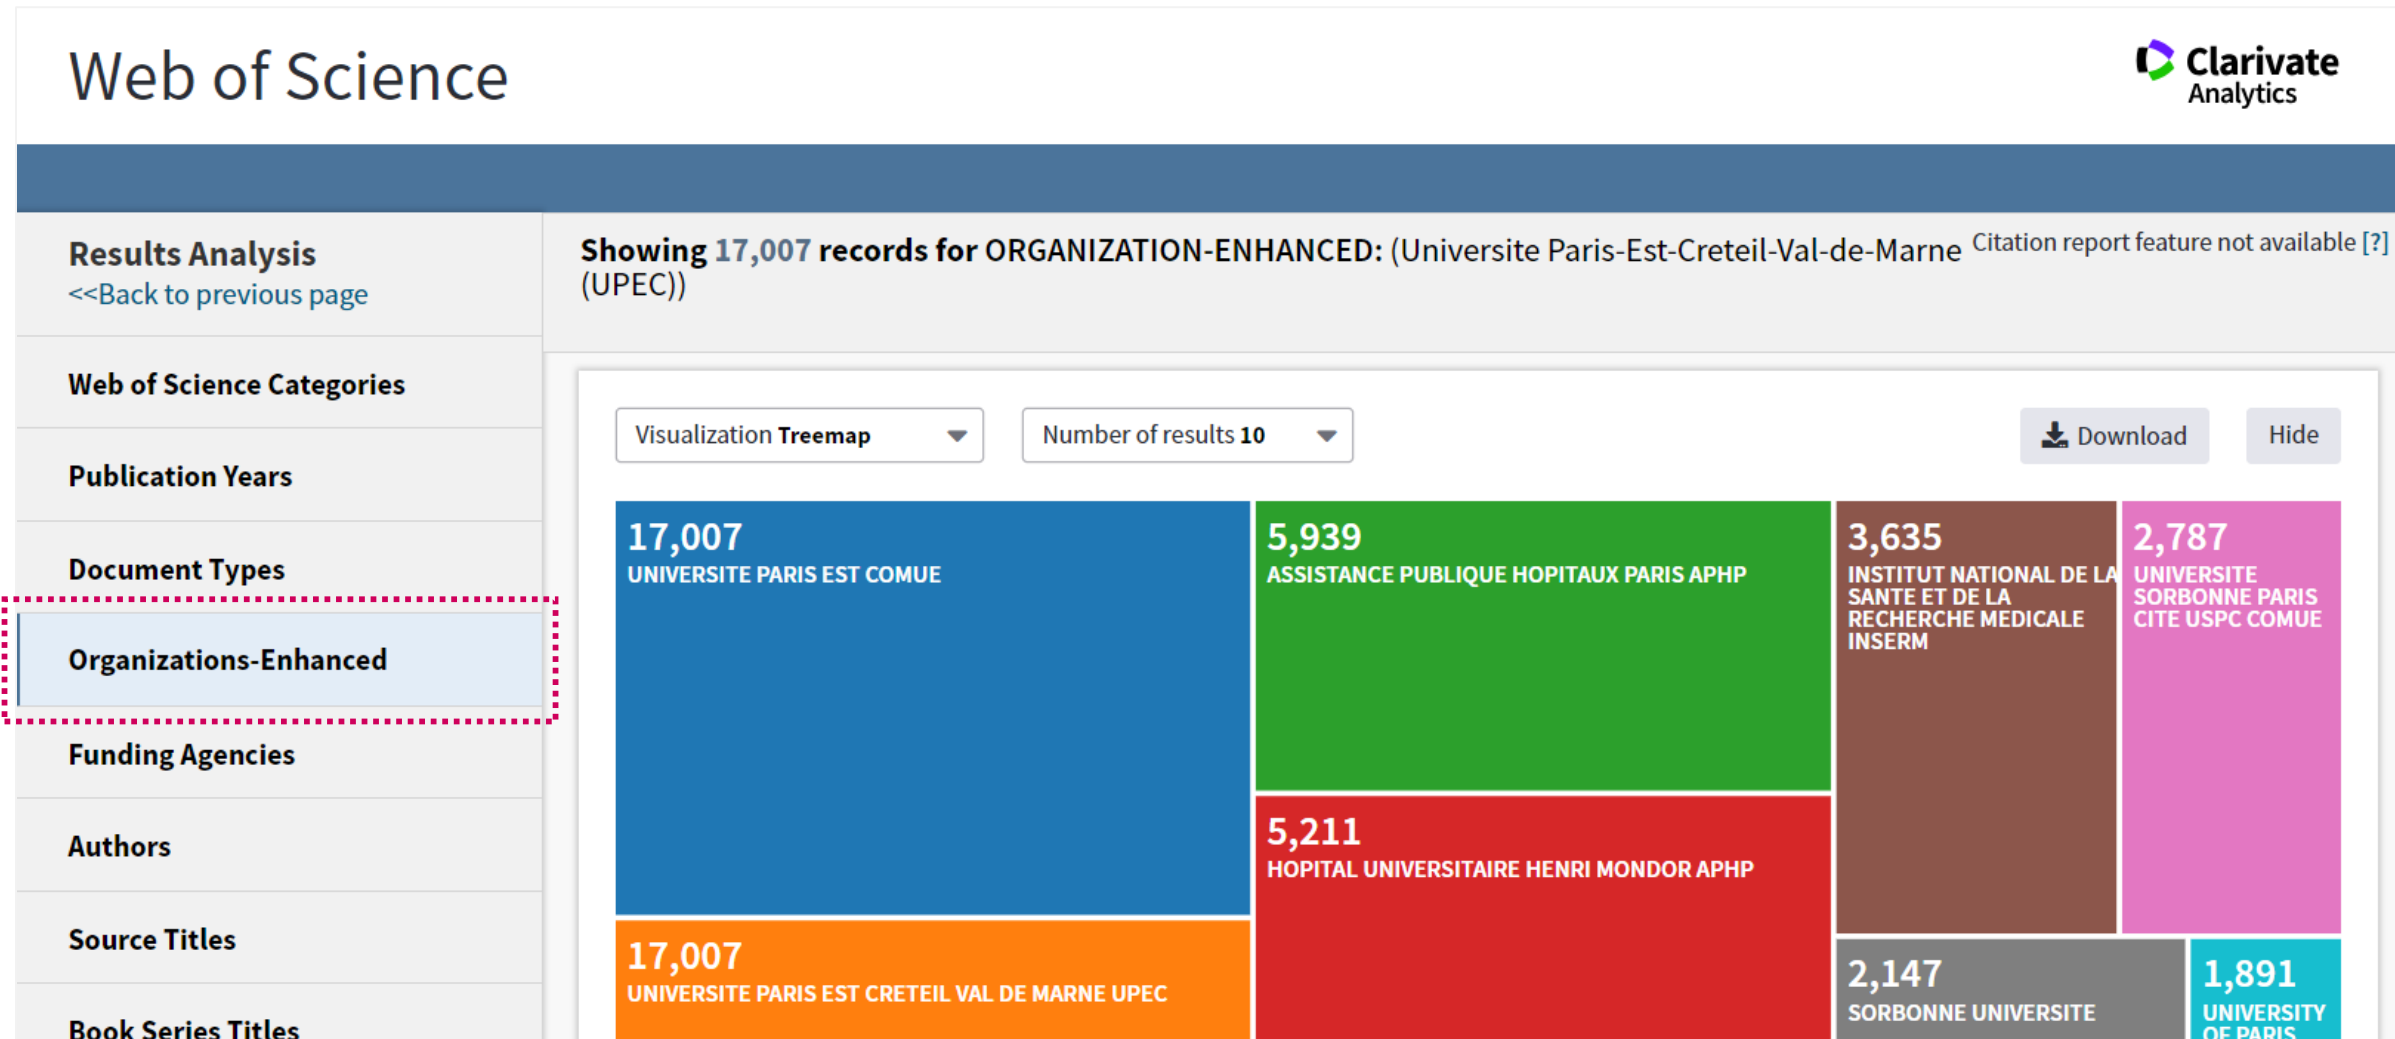 Web of Science
Clarivate
Analytics
Results Analysis
<<Back to previous page
Showing 17,007 records for ORGANIZATION-ENHANCED: (Universite Paris-Est-Creteil-Val-de-Marne
(UPEC))
Citation report feature not available [?]
Web of Science Categories
Publication Years
Document Types
Organizations-Enhanced
Funding Agencies
Authors
Source Titles
Book Series Titles
Visualization Treemap
Number of results 10
Download
Hide
17,007
UNIVERSITE PARIS EST COMUE
17,007
UNIVERSITE PARIS EST CRETEIL VAL DE MARNE UPEC
5,939
ASSISTANCE PUBLIQUE HOPITAUX PARIS APHP
5,211
HOPITAL UNIVERSITAIRE HENRI MONDOR APHP
3,635
INSTITUT NATIONAL DE LA
SANTE ET DE LA
RECHERCHE MEDICALE
INSERM
2,787
UNIVERSITE
SORBONNE PARIS
CITE USPC COMUE
2,147
SORBONNE UNIVERSITE
1,891
UNIVERSITY
OF PARIS